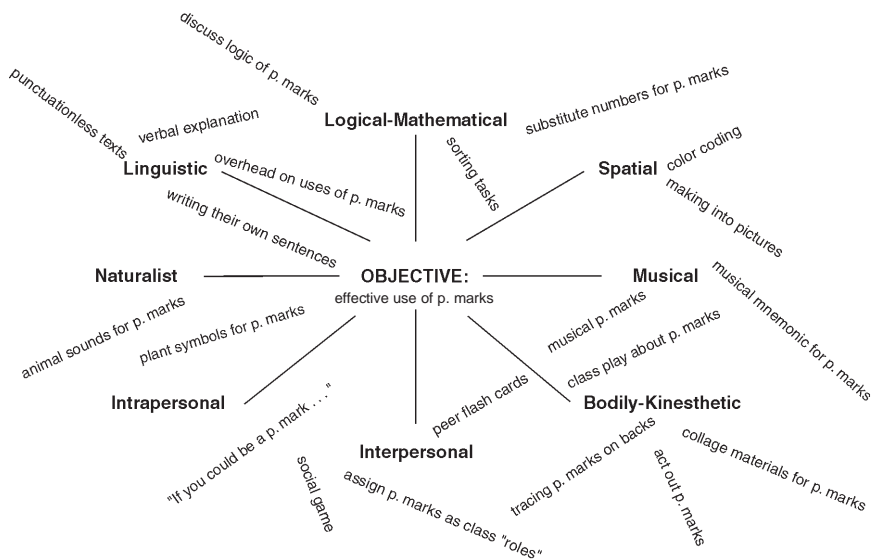 discuss logic of p. marks
punctuationless texts
verbal explanation
Logical-Mathematical
substitute numbers for p. marks
Linguistic
overhead on uses of p. marks
sorting tasks
Spatial
color coding
writing their own sentences
making into pictures
Naturalist
OBJECTIVE:
effective use of p. marks
Musical
musical mnemonic for p. marks
animal sounds for p. marks
plant symbols for p. marks
musical p. marks
class play about p. marks
Intrapersonal
"If you could be a p. mark . . ."
peer flash cards
Bodily-Kinesthetic
Interpersonal
social game
assign p. marks as class "roles"
tracing p. marks on backs
act out p. marks
collage materials for p. marks